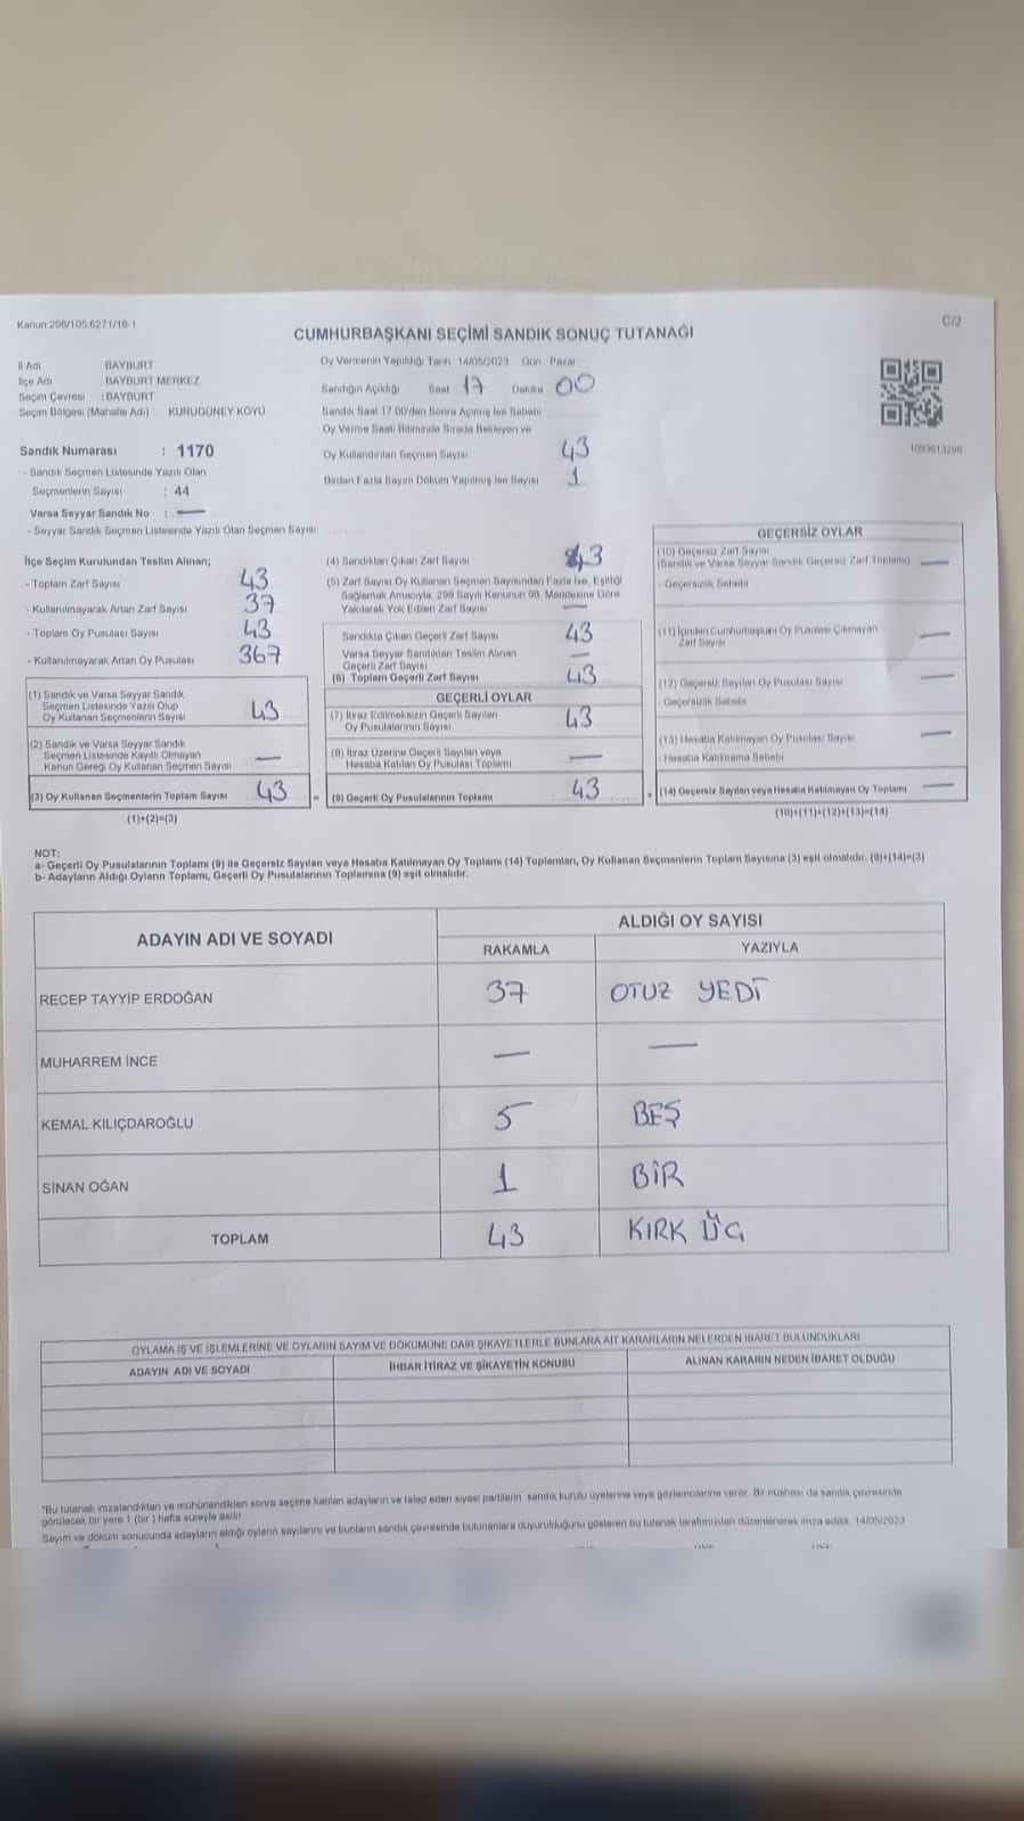 Kanun:298/105,6271/16-1
C/2
CUMHURBAŞKANI SEÇİMİ SANDIK SONUÇ TUTANAĞI
İl Adı BAYBURT
İlçe Adı BAYBURT MERKEZ
Seçim Çevresi :BAYBURT
Seçim Bölgesi (Mahalle Adı) KURUGÜNEY KÖYÜ
Oy Vermenin Yapıldığı Tarih 14/05/2023 Gün Pazar
Sandığın Açıldığı Saat 17 Dakika 00
Sandık Saat 17.00'den Sonra Açılmış İse Sebebi
Oy Verme Saati Bitiminde Sırada Bekleyen ve
Oy Kullandırılan Seçmen Sayısı 43
Birden Fazla Sayım Döküm Yapılmış İse Sayısı 1
Sandık Numarası : 1170
- Sandık Seçmen Listesinde Yazılı Olan
Seçmenlerin Sayısı : 44
Varsa Seyyar Sandık No : —
- Seyyar Sandık Seçmen Listesinde Yazılı Olan Seçmen Sayısı
İlçe Seçim Kurulundan Teslim Alınan;
- Toplam Zarf Sayısı 43
- Kullanılmayarak Artan Zarf Sayısı 37
- Toplam Oy Pusulası Sayısı 43
- Kullanılmayarak Artan Oy Pusulası 367
(1) Sandık ve Varsa Seyyar Sandık
Seçmen Listesinde Yazılı Olup
Oy Kullanan Seçmenlerin Sayısı 43
(2) Sandık ve Varsa Seyyar Sandık
Seçmen Listesinde Kayıtlı Olmayan
Kanun Gereği Oy Kullanan Seçmen Sayısı —
(3) Oy Kullanan Seçmenlerin Toplam Sayısı 43
(1)+(2)=(3)
(4) Sandıktan Çıkan Zarf Sayısı 43
(5) Zarf Sayısı Oy Kullanan Seçmen Sayısından Fazla İse, Eşitliği
Sağlamak Amacıyla, 298 Sayılı Kanunun 98. Maddesine Göre
Yakılarak Yok Edilen Zarf Sayısı —
Sandıkta Çıkan Geçerli Zarf Sayısı 43
Varsa Seyyar Sandıktan Teslim Alınan
Geçerli Zarf Sayısı —
(6) Toplam Geçerli Zarf Sayısı 43
GEÇERLİ OYLAR
(7) İtiraz Edilmeksizin Geçerli Sayılan
Oy Pusulalarının Sayısı 43
(8) İtiraz Üzerine Geçerli Sayılan veya
Hesaba Katılan Oy Pusulası Toplamı —
= (9) Geçerli Oy Pusulalarının Toplamı 43
GEÇERSİZ OYLAR
(10) Geçersiz Zarf Sayısı
(Sandık ve Varsa Seyyar Sandık Geçersiz Zarf Toplamı) —
- Geçersizlik Sebebi
(11) İçinden Cumhurbaşkanı Oy Pusulası Çıkmayan
Zarf Sayısı —
(12) Geçersiz Sayılan Oy Pusulası Sayısı —
- Geçersizlik Sebebi
(13) Hesaba Katılmayan Oy Pusulası Sayısı —
- Hesaba Katılmama Sebebi
+ (14) Geçersiz Sayılan veya Hesaba Katılmayan Oy Toplamı —
(10)+(11)+(12)+(13)=(14)
NOT:
a- Geçerli Oy Pusulalarının Toplamı (9) ile Geçersiz Sayılan veya Hesaba Katılmayan Oy Toplamı (14) Toplamları, Oy Kullanan Seçmenlerin Toplam Sayısına (3) eşit olmalıdır. (9)+(14)=(3)
b- Adayların Aldığı Oyların Toplamı, Geçerli Oy Pusulalarının Toplamına (9) eşit olmalıdır.
ADAYIN ADI VE SOYADI
ALDIĞI OY SAYISI
RAKAMLA YAZIYLA
RECEP TAYYİP ERDOĞAN 37 OTUZ YEDİ
MUHARREM İNCE — —
KEMAL KILIÇDAROĞLU 5 BEŞ
SİNAN OĞAN 1 BİR
TOPLAM 43 KIRK ÜÇ
OYLAMA İŞ VE İŞLEMLERİNE VE OYLARIN SAYIM VE DÖKÜMÜNE DAİR ŞİKAYETLERLE BUNLARA AİT KARARLARIN NELERDEN İBARET BULUNDUKLARI
ADAYIN ADI VE SOYADI İHBAR İTİRAZ VE ŞİKAYETİN KONUSU ALINAN KARARIN NEDEN İBARET OLDUĞU
"Bu tutanak imzalandıktan ve mühürlendikten sonra seçime katılan adayların ve talep eden siyasi partilerin sandık kurulu üyelerine veya gözlemcilerine verilir. Bir nüshası da sandık çevresinde
görülecek bir yere 1 (bir) hafta süreyle asılır.
Sayım ve döküm sonucunda adayların aldığı oyların sayılarını ve bunların sandık çevresinde bulunanlara duyurulduğunu gösteren bu tutanak tarafımızdan düzenlenerek imza edildi. 14/05/2023